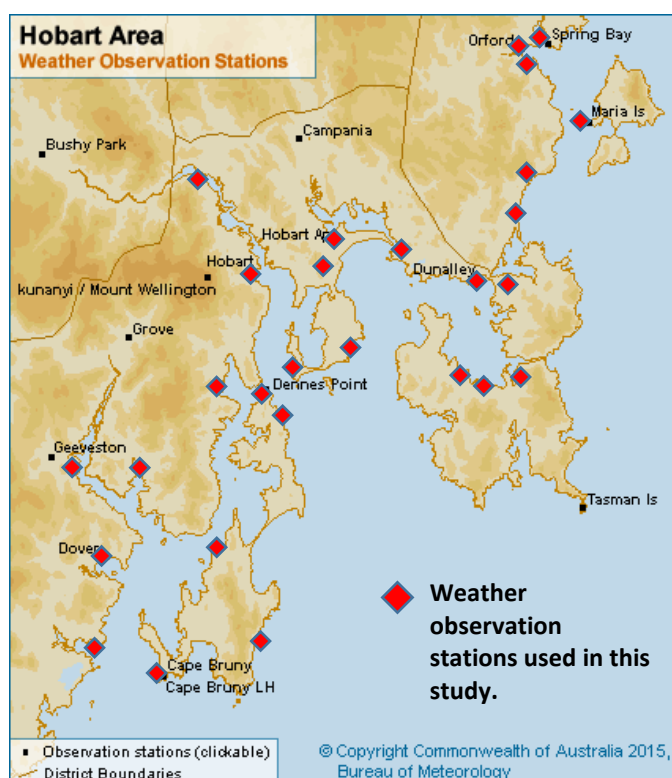 Hobart Area
Weather Observation Stations
Orford
Spring Bay
Maria Is
Campania
Bushy Park
Hobart Ap
Hobart
Dunalley
kunanyi / Mount Wellington
Grove
Dennes Point
Geeveston
Tasman Is
Dover
Weather
observation
stations used in this
study.
Cape Bruny
Cape Bruny LH
Observation stations (clickable)
District Boundaries
© Copyright Commonwealth of Australia 2015,
Bureau of Meteorology